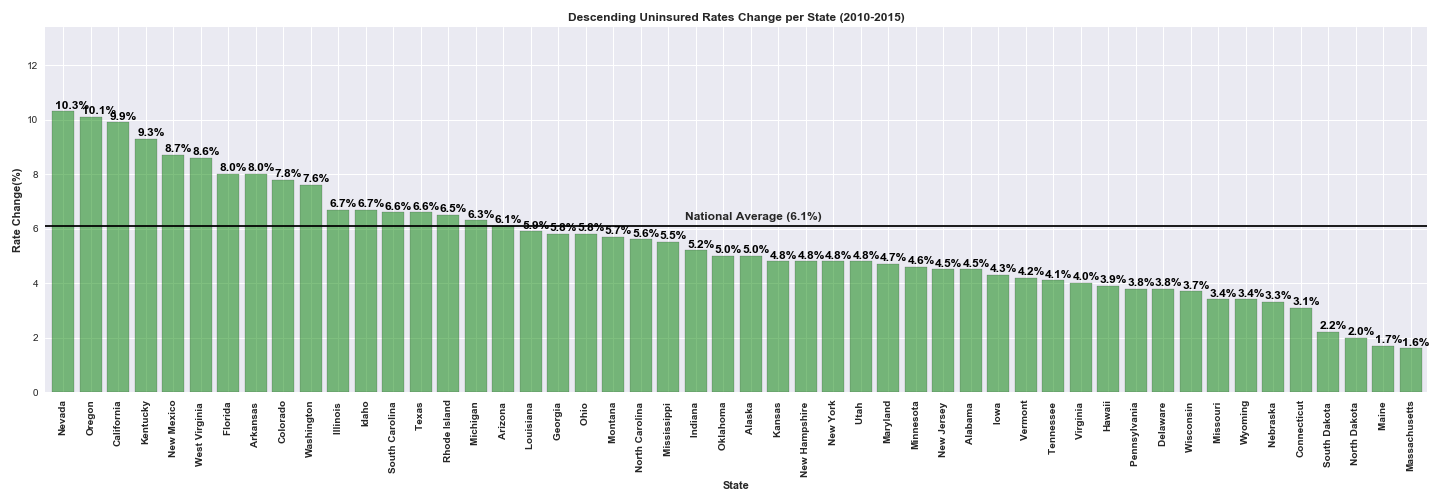 Descending Uninsured Rates Change per State (2010-2015)
Rate Change(%)
12
10
8
6
4
2
0
10.3%
10.1%
9.9%
9.3%
8.7%
8.6%
8.0%
8.0%
7.8%
7.6%
6.7%
6.7%
6.6%
6.6%
6.5%
6.3%
6.1%
5.9%
5.8%
5.8%
5.7%
5.6%
5.5%
5.2%
5.0%
5.0%
4.8%
4.8%
4.8%
4.8%
4.7%
4.6%
4.5%
4.5%
4.3%
4.2%
4.1%
4.0%
3.9%
3.8%
3.8%
3.7%
3.4%
3.4%
3.3%
3.1%
2.2%
2.0%
1.7%
1.6%
National Average (6.1%)
Nevada
Oregon
California
Kentucky
New Mexico
West Virginia
Florida
Arkansas
Colorado
Washington
Illinois
Idaho
South Carolina
Texas
Rhode Island
Michigan
Arizona
Louisiana
Georgia
Ohio
Montana
North Carolina
Mississippi
Indiana
Oklahoma
Alaska
Kansas
New Hampshire
New York
Utah
Maryland
Minnesota
New Jersey
Alabama
Iowa
Vermont
Tennessee
Virginia
Hawaii
Pennsylvania
Delaware
Wisconsin
Missouri
Wyoming
Nebraska
Connecticut
South Dakota
North Dakota
Maine
Massachusetts
State